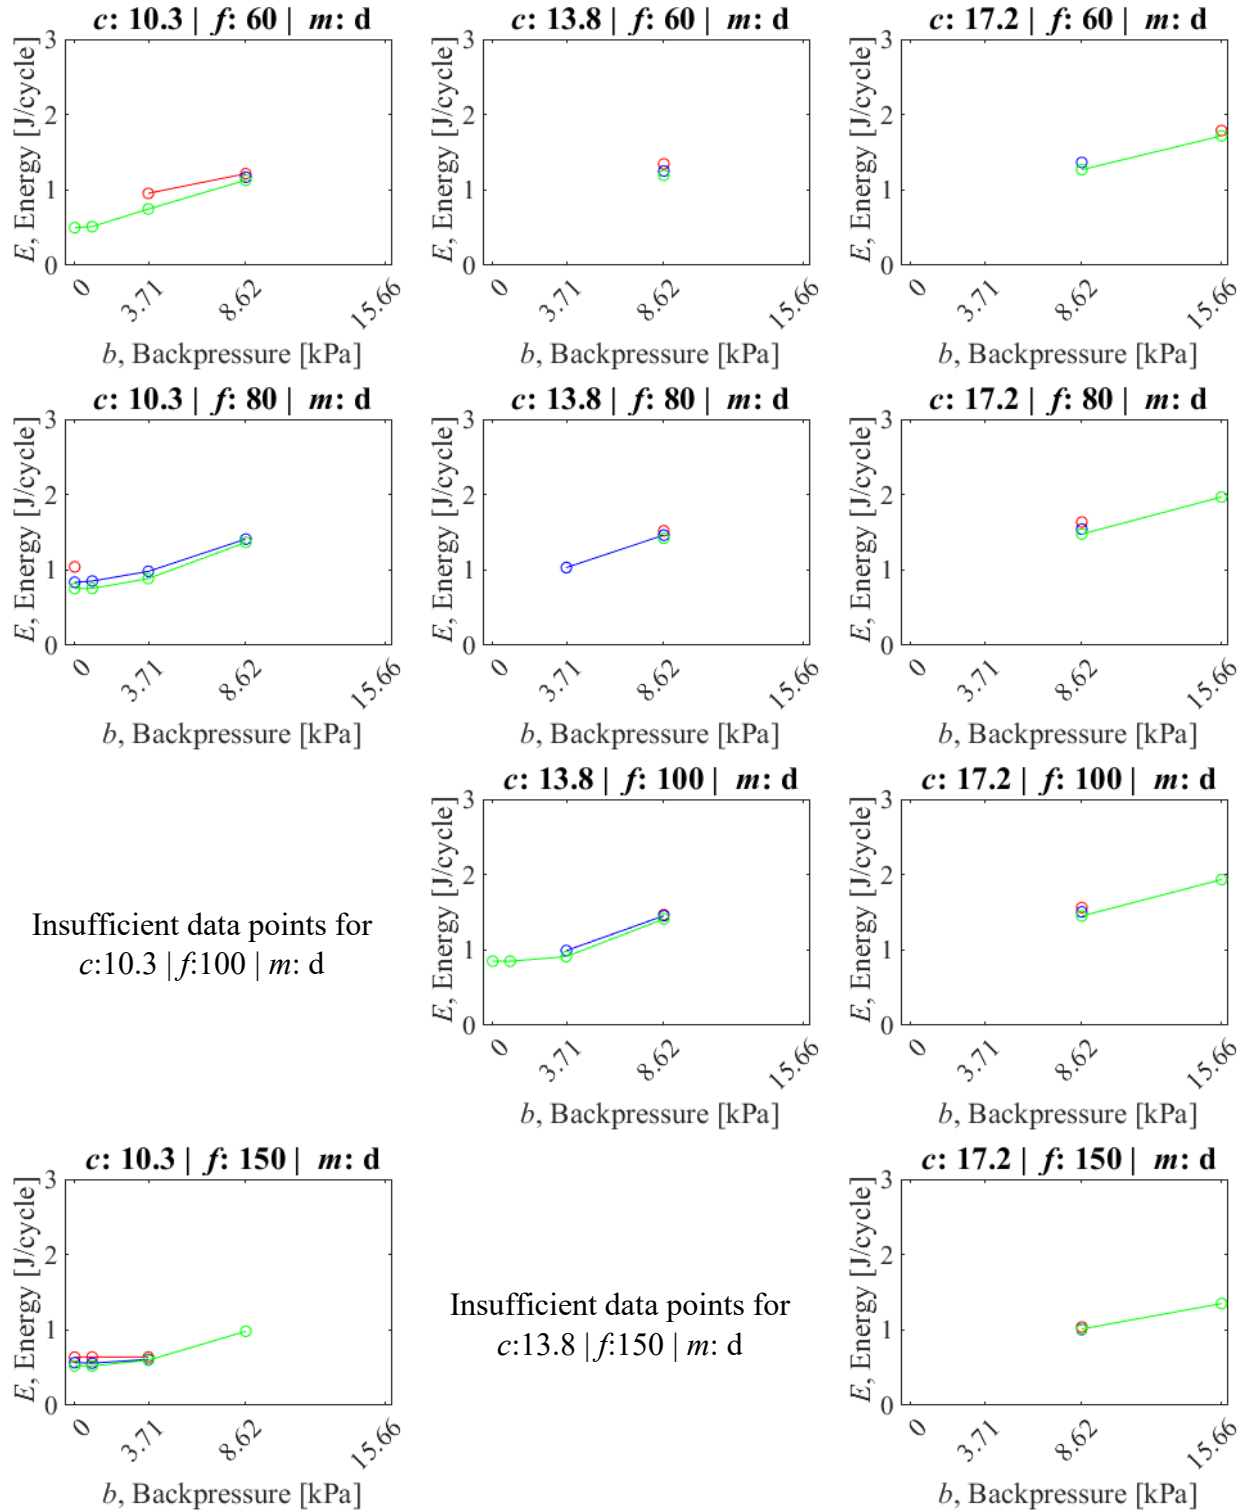 c: 10.3 | f: 60 | m: d
c: 13.8 | f: 60 | m: d
c: 17.2 | f: 60 | m: d
E, Energy [J/cycle]
3
2
1
0
0
3.71
8.62
15.66
b, Backpressure [kPa]
E, Energy [J/cycle]
3
2
1
0
0
3.71
8.62
15.66
b, Backpressure [kPa]
E, Energy [J/cycle]
3
2
1
0
0
3.71
8.62
15.66
b, Backpressure [kPa]
c: 10.3 | f: 80 | m: d
c: 13.8 | f: 80 | m: d
c: 17.2 | f: 80 | m: d
E, Energy [J/cycle]
3
2
1
0
0
3.71
8.62
15.66
b, Backpressure [kPa]
E, Energy [J/cycle]
3
2
1
0
0
3.71
8.62
15.66
b, Backpressure [kPa]
E, Energy [J/cycle]
3
2
1
0
0
3.71
8.62
15.66
b, Backpressure [kPa]
Insufficient data points for
c:10.3 | f:100 | m: d
c: 13.8 | f: 100 | m: d
c: 17.2 | f: 100 | m: d
E, Energy [J/cycle]
3
2
1
0
0
3.71
8.62
15.66
b, Backpressure [kPa]
E, Energy [J/cycle]
3
2
1
0
0
3.71
8.62
15.66
b, Backpressure [kPa]
c: 10.3 | f: 150 | m: d
E, Energy [J/cycle]
3
2
1
0
0
3.71
8.62
15.66
b, Backpressure [kPa]
Insufficient data points for
c:13.8 | f:150 | m: d
c: 17.2 | f: 150 | m: d
E, Energy [J/cycle]
3
2
1
0
0
3.71
8.62
15.66
b, Backpressure [kPa]